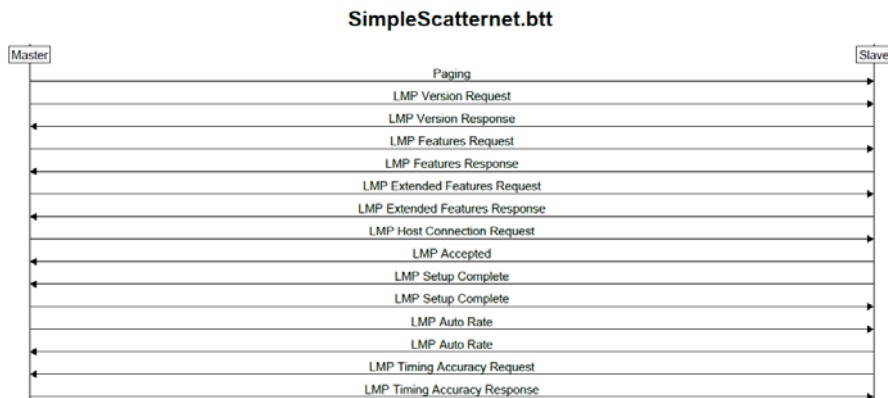 SimpleScatternet.btt
Master Slave
Paging
LMP Version Request
LMP Version Response
LMP Features Request
LMP Features Response
LMP Extended Features Request
LMP Extended Features Response
LMP Host Connection Request
LMP Accepted
LMP Setup Complete
LMP Setup Complete
LMP Auto Rate
LMP Auto Rate
LMP Timing Accuracy Request
LMP Timing Accuracy Response